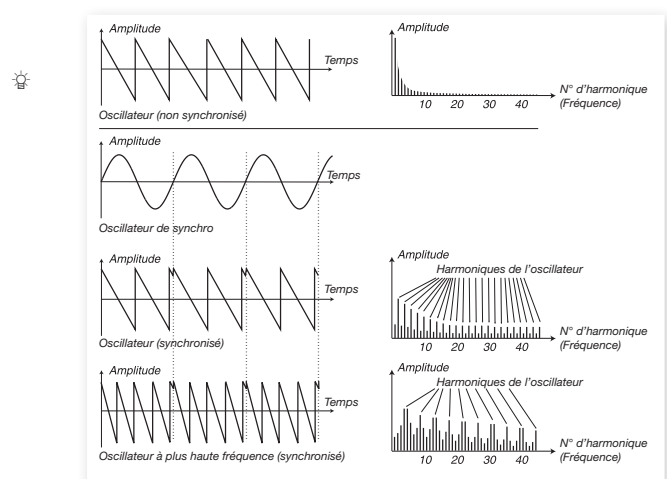 Amplitude
Temps
Oscillateur (non synchronisé)
Amplitude
N° d'harmonique
(Fréquence)
10 20 30 40
Amplitude
Temps
Oscillateur de synchro
Amplitude
Temps
Oscillateur (synchronisé)
Amplitude
Harmoniques de l'oscillateur
N° d'harmonique
(Fréquence)
10 20 30 40
Amplitude
Temps
Oscillateur à plus haute fréquence (synchronisé)
Amplitude
Harmoniques de l'oscillateur
N° d'harmonique
(Fréquence)
10 20 30 40